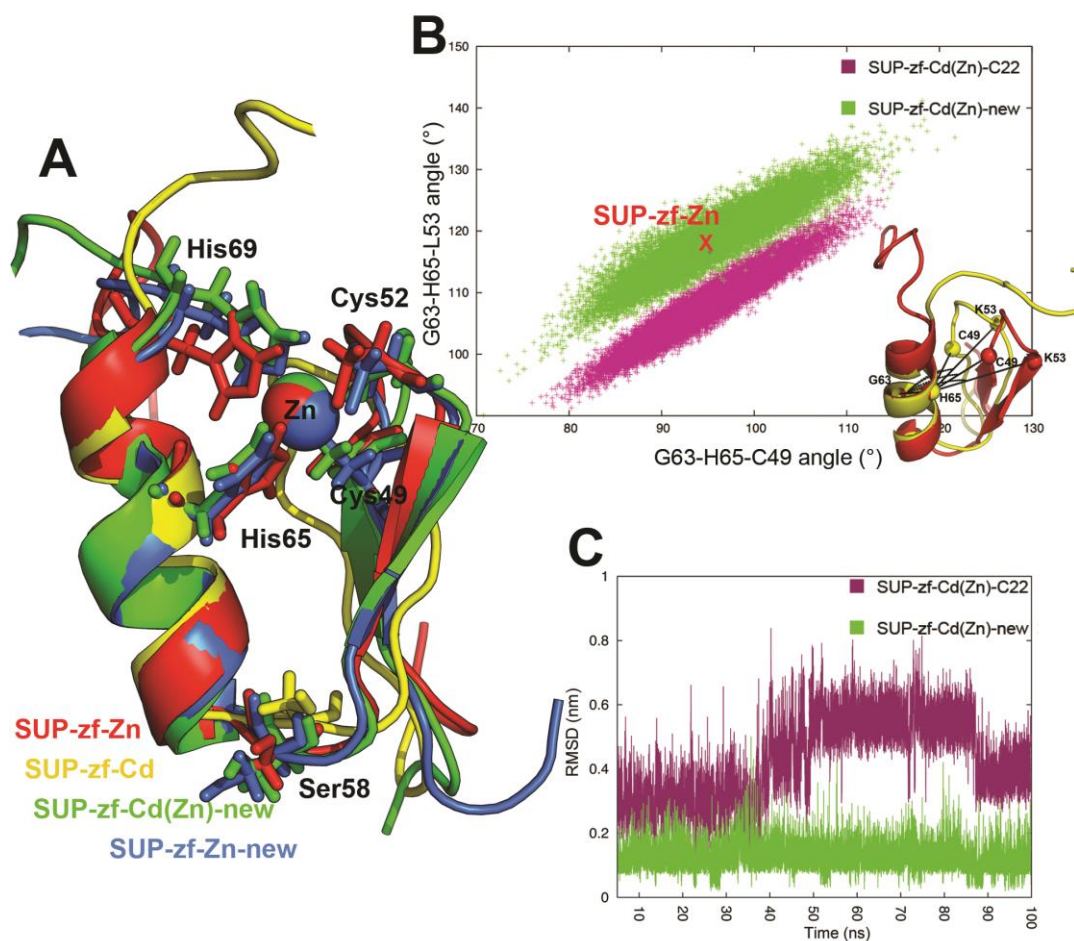 A
His69
Cys52
Zn
Cys49
His65
Ser58
SUP-zf-Zn
SUP-zf-Cd
SUP-zf-Cd(Zn)-new
SUP-zf-Zn-new
B
G63-H65-L53 angle (°)
150
140
130
120
110
100
SUP-zf-Cd(Zn)-C22
SUP-zf-Cd(Zn)-new
SUP-zf-Zn
X
K53
C49
C49
K53
G63
H65
70
80
90
100
110
120
130
G63-H65-C49 angle (°)
C
RMSD (nm)
1
0.8
0.6
0.4
0.2
0
SUP-zf-Cd(Zn)-C22
SUP-zf-Cd(Zn)-new
10
20
30
40
50
60
70
80
90
100
Time (ns)